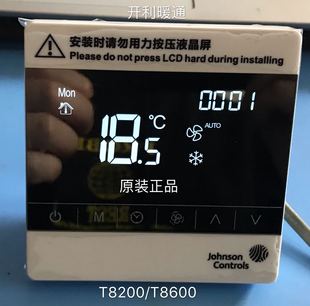 开利暖通
安装时请勿用力按压液晶屏
Please do not press LCD hard during installing
Mon
0001
18.5 °C
AUTO
原装正品
M
Johnson
Controls
T8200/T8600